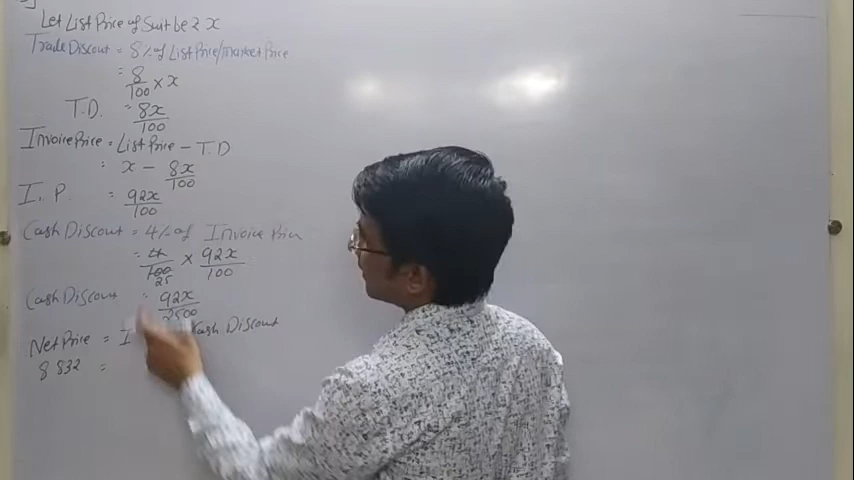 Let List Price of Suit be ₹ x
Trade Discount = 8% of List Price/market Price
= 8/100 × x
T.D. = 8x/100
Invoice Price = List Price - T.D
= x - 8x/100
I. P. = 92x/100
Cash Discount = 4% of Invoice Price
= 4/100 × 92x/100
25
Cash Discount = 92x/2500
Net Price = I Cash Discount
8832 =